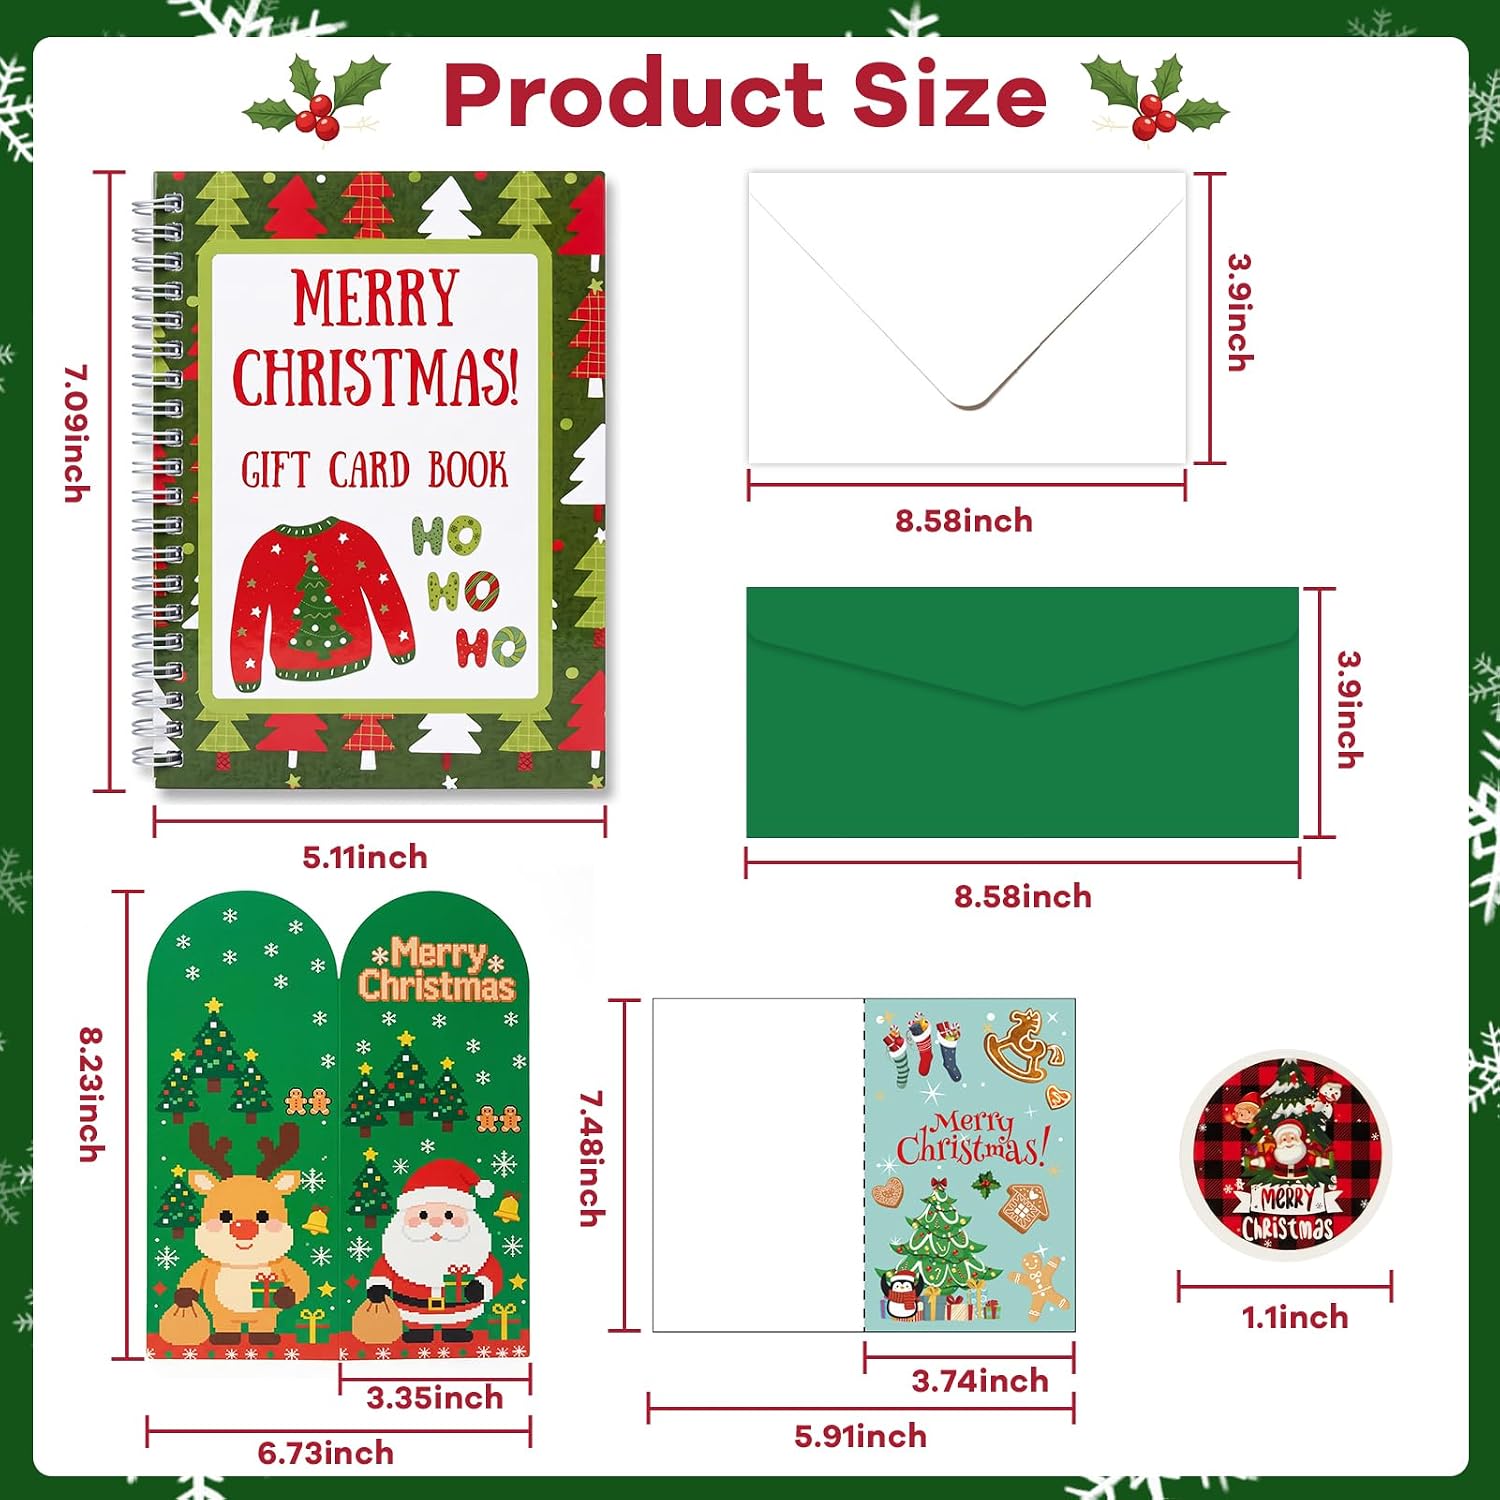 Product Size
MERRY
CHRISTMAS!
GIFT CARD BOOK
HO
HO
HO
7.09inch
5.11inch
3.9inch
8.58inch
3.9inch
8.58inch
Merry
Christmas
8.23inch
3.35inch
6.73inch
Merry
Christmas!
7.48inch
3.74inch
5.91inch
MERRY
CHRISTMAS
1.1inch